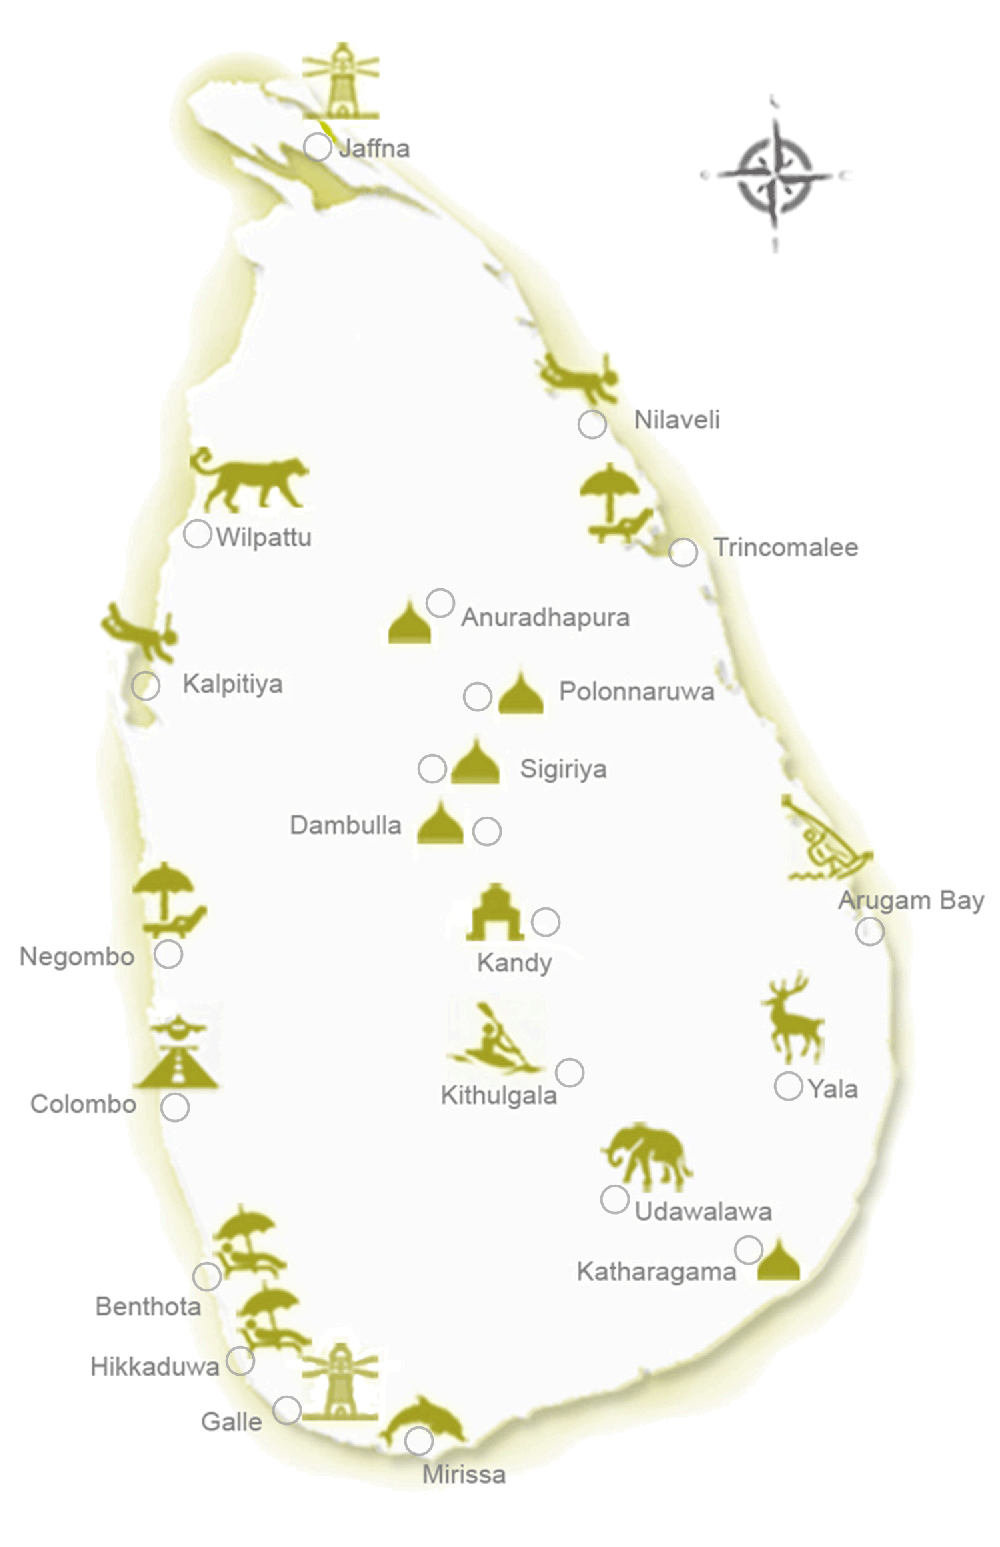 Jaffna
Nilaveli
Wilpattu
Trincomalee
Anuradhapura
Kalpitiya
Polonnaruwa
Sigiriya
Dambulla
Arugam Bay
Negombo
Kandy
Kithulgala
Yala
Colombo
Udawalawa
Katharagama
Benthota
Hikkaduwa
Galle
Mirissa